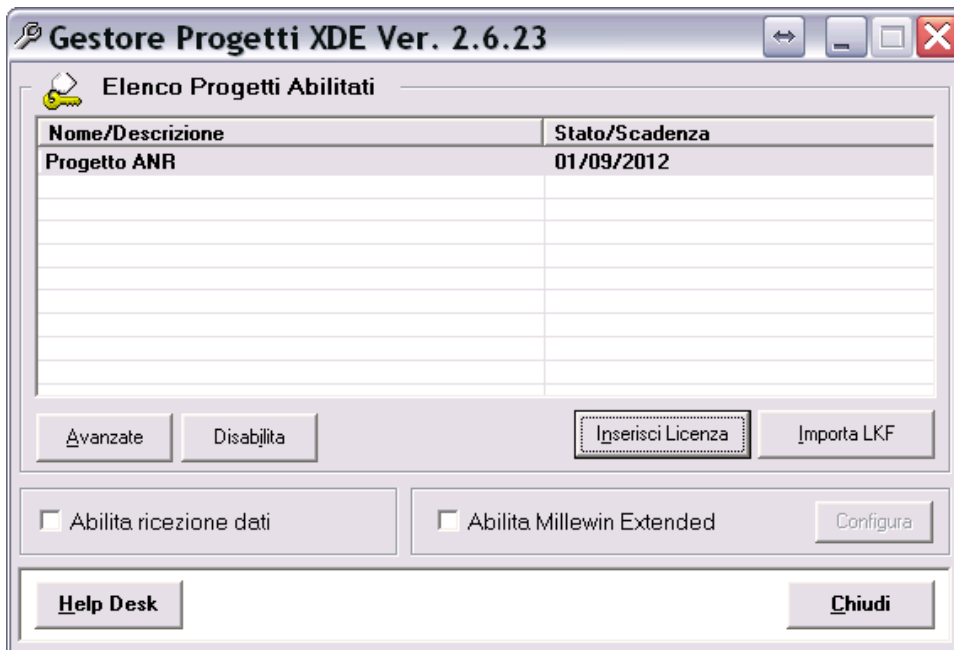 Gestore Progetti XDE Ver. 2.6.23
Elenco Progetti Abilitati
Nome/Descrizione Stato/Scadenza
Progetto ANR 01/09/2012
Avanzate Disabilita Inserisci Licenza Importa LKF
Abilita ricezione dati Abilita Millewin Extended Configura
Help Desk Chiudi